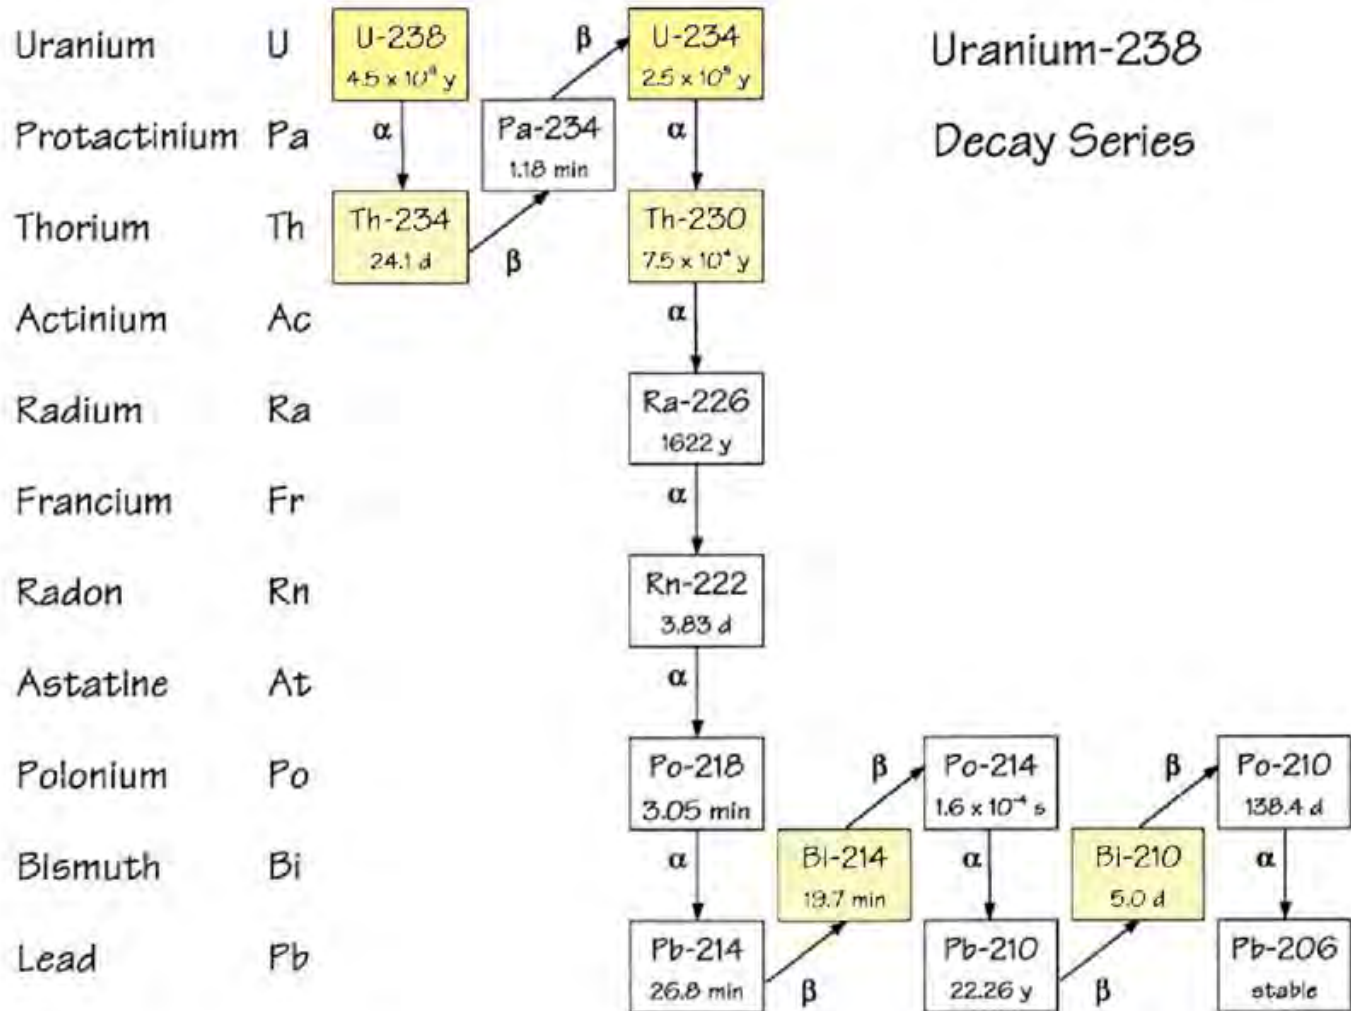 Uranium-238
Decay Series
Uranium U
Protactinium Pa
Thorium Th
Actinium Ac
Radium Ra
Francium Fr
Radon Rn
Astatine At
Polonium Po
Bismuth Bi
Lead Pb
U-238
4.5 x 10⁹ y
α
Th-234
24.1 d
β
Pa-234
1.18 min
β
U-234
2.5 x 10⁵ y
α
Th-230
7.5 x 10⁴ y
α
Ra-226
1622 y
α
Rn-222
3.83 d
α
Po-218
3.05 min
α
Pb-214
26.8 min
β
Bi-214
19.7 min
β
Po-214
1.6 x 10⁻⁴ s
α
Pb-210
22.26 y
β
Bi-210
5.0 d
β
Po-210
138.4 d
α
Pb-206
stable